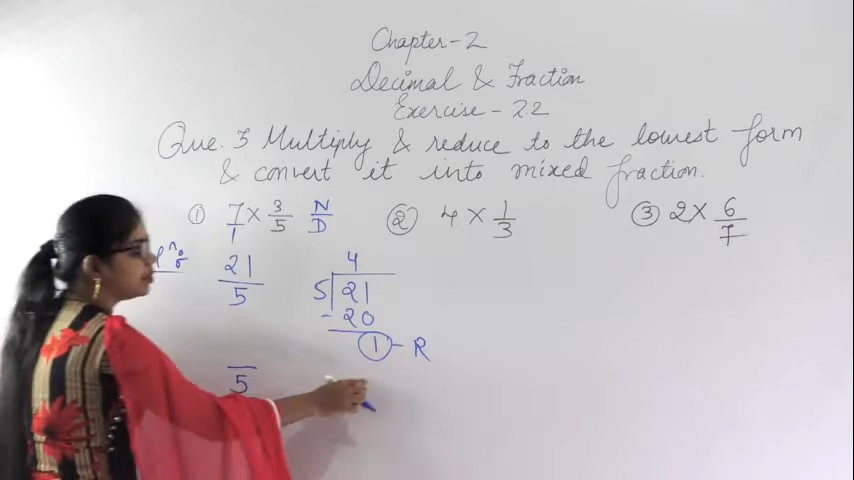 Chapter-2
Decimal & Fraction
Exercise - 2.2
Que. 3 Multiply & reduce to the lowest form
& convert it into mixed fraction.
① 7/1 × 3/5 N/D
② 4 × 1/3
③ 2 × 6/7
21/5
4
5 21
- 20
1 - R
5